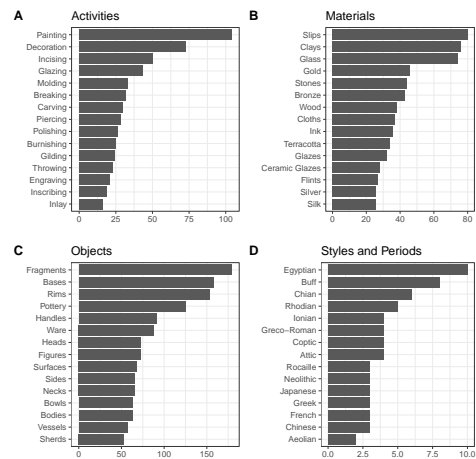 A Activities
Painting
Decoration
Incising
Glazing
Molding
Breaking
Carving
Piercing
Polishing
Burnishing
Gilding
Throwing
Engraving
Inscribing
Inlay
0 25 50 75 100
B Materials
Slips
Clays
Glass
Gold
Stones
Bronze
Wood
Cloths
Ink
Terracotta
Glazes
Ceramic Glazes
Flints
Silver
Silk
0 20 40 60 80
C Objects
Fragments
Bases
Rims
Pottery
Handles
Ware
Heads
Figures
Surfaces
Sides
Necks
Bowls
Bodies
Vessels
Sherds
0 50 100 150
D Styles and Periods
Egyptian
Buff
Chian
Rhodian
Ionian
Greco−Roman
Coptic
Attic
Rocaille
Neolithic
Japanese
Greek
French
Chinese
Aeolian
0.0 2.5 5.0 7.5 10.0